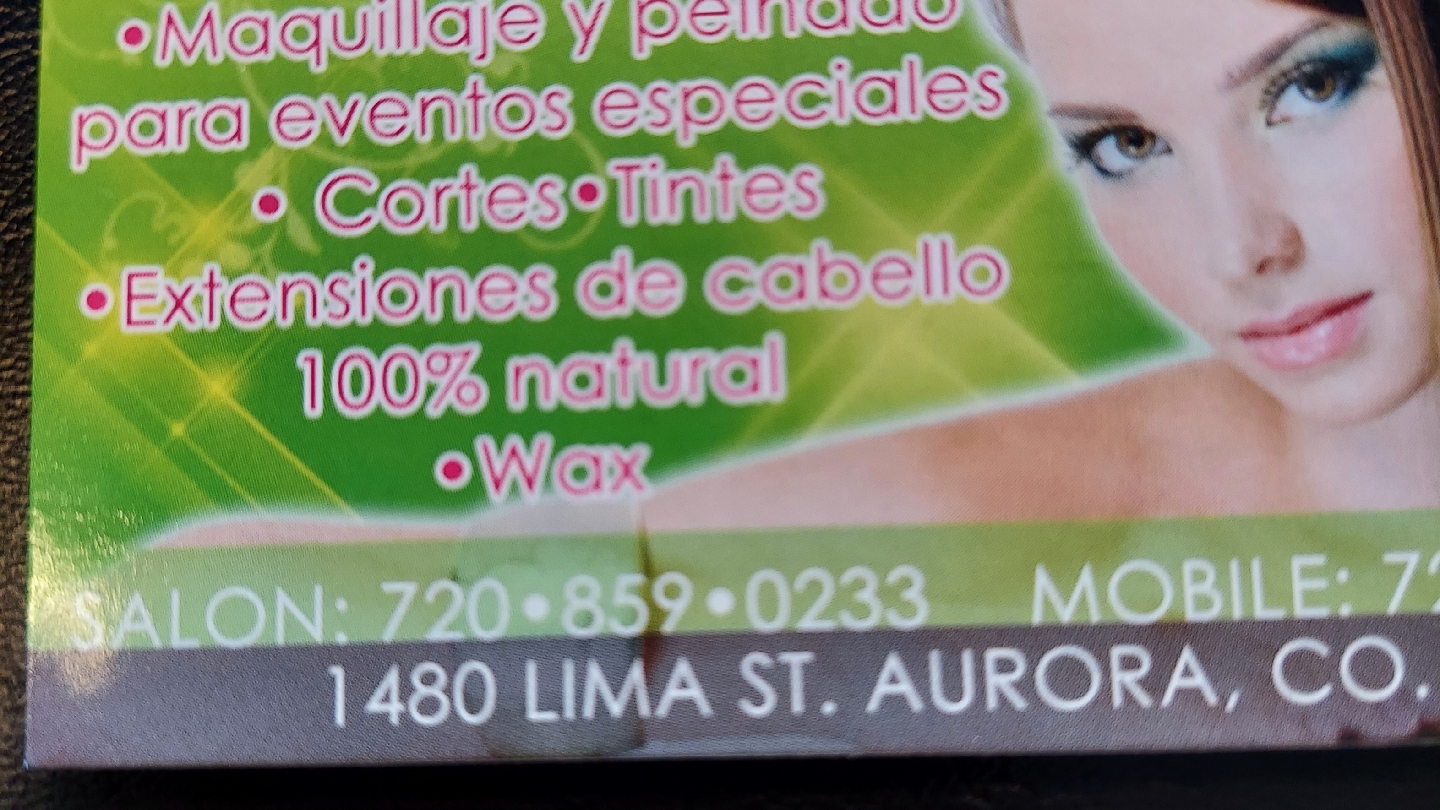 •Maquillaje y peinado
para eventos especiales
• Cortes•Tintes
•Extensiones de cabello
100% natural
•Wax
SALON: 720•859•0233 MOBILE: 72
1480 LIMA ST. AURORA, CO.